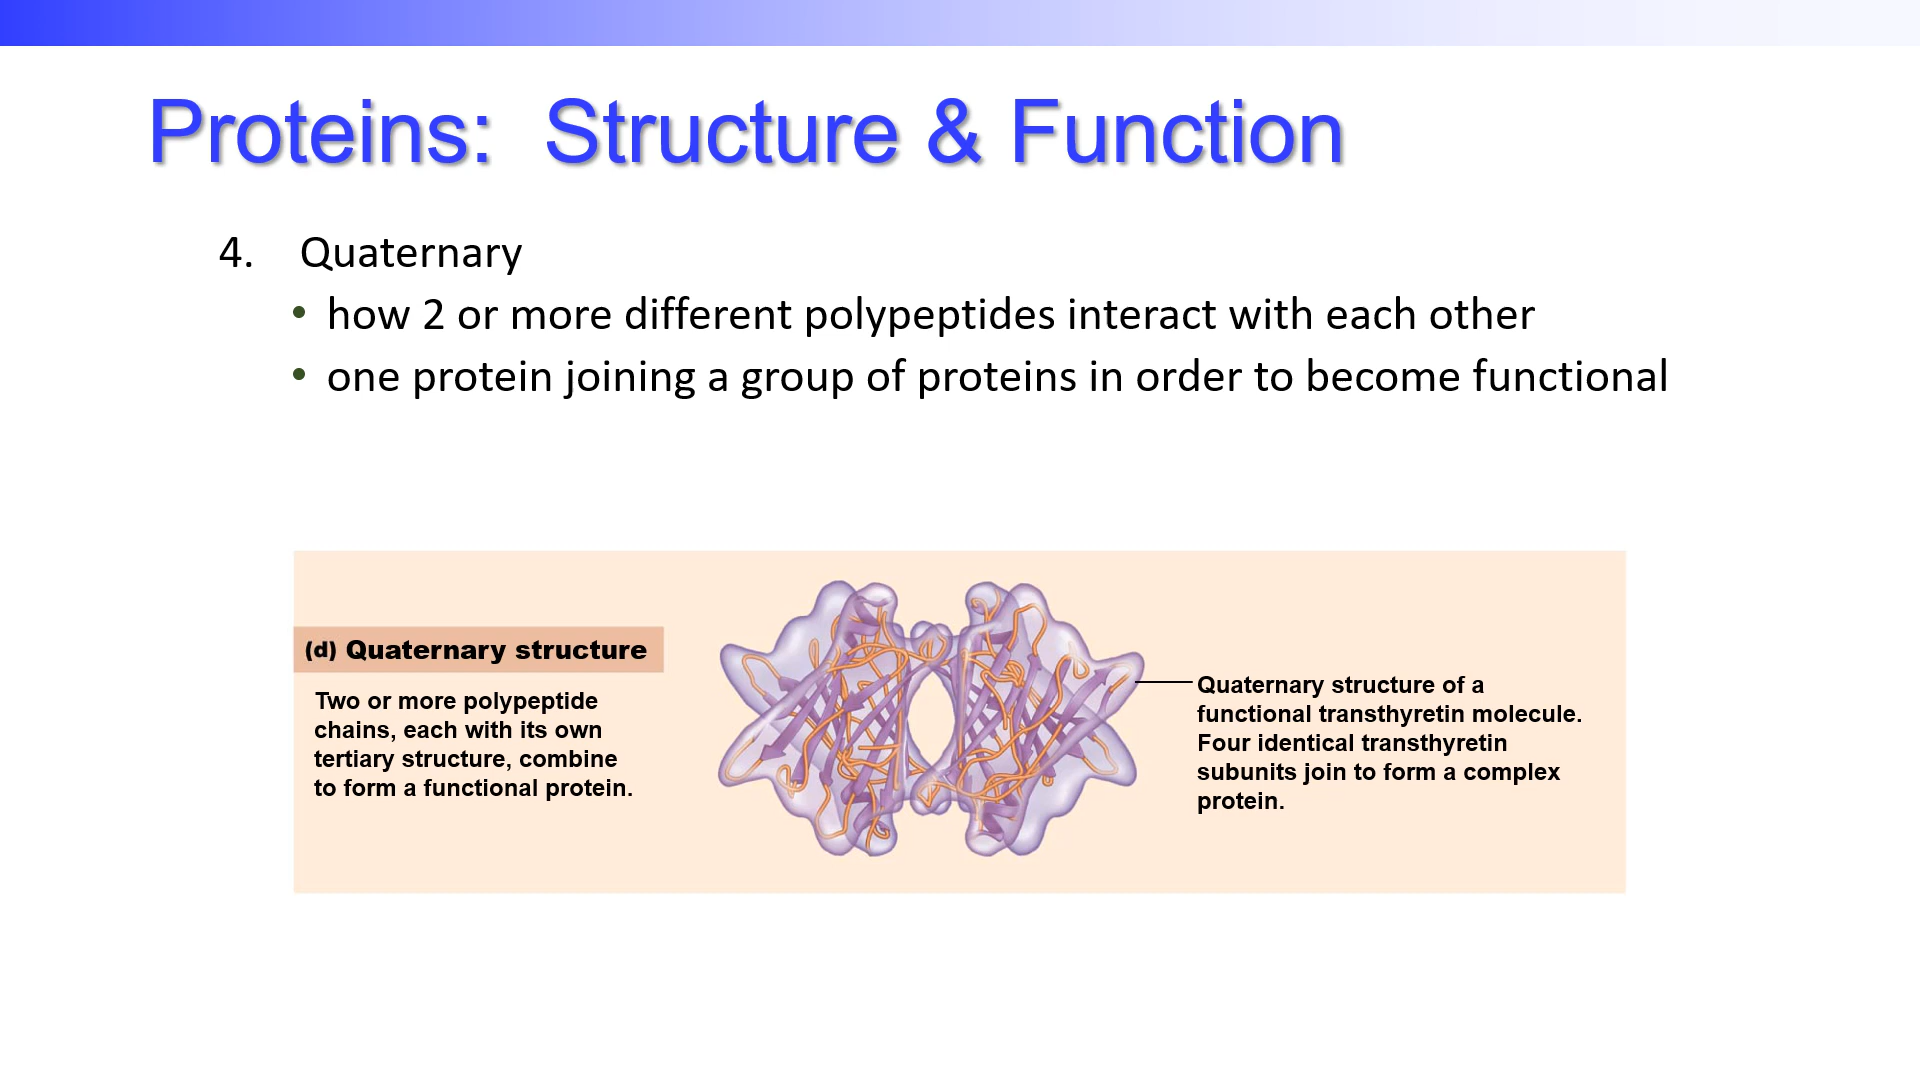 Proteins: Structure & Function
4. Quaternary
• how 2 or more different polypeptides interact with each other
• one protein joining a group of proteins in order to become functional
(d) Quaternary structure
Two or more polypeptide
chains, each with its own
tertiary structure, combine
to form a functional protein.
Quaternary structure of a
functional transthyretin molecule.
Four identical transthyretin
subunits join to form a complex
protein.